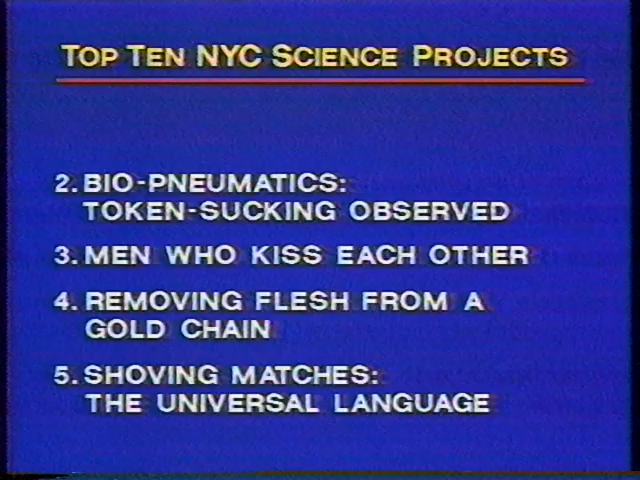 TOP TEN NYC SCIENCE PROJECTS
2. BIO-PNEUMATICS:
TOKEN-SUCKING OBSERVED
3. MEN WHO KISS EACH OTHER
4. REMOVING FLESH FROM A
GOLD CHAIN
5. SHOVING MATCHES:
THE UNIVERSAL LANGUAGE